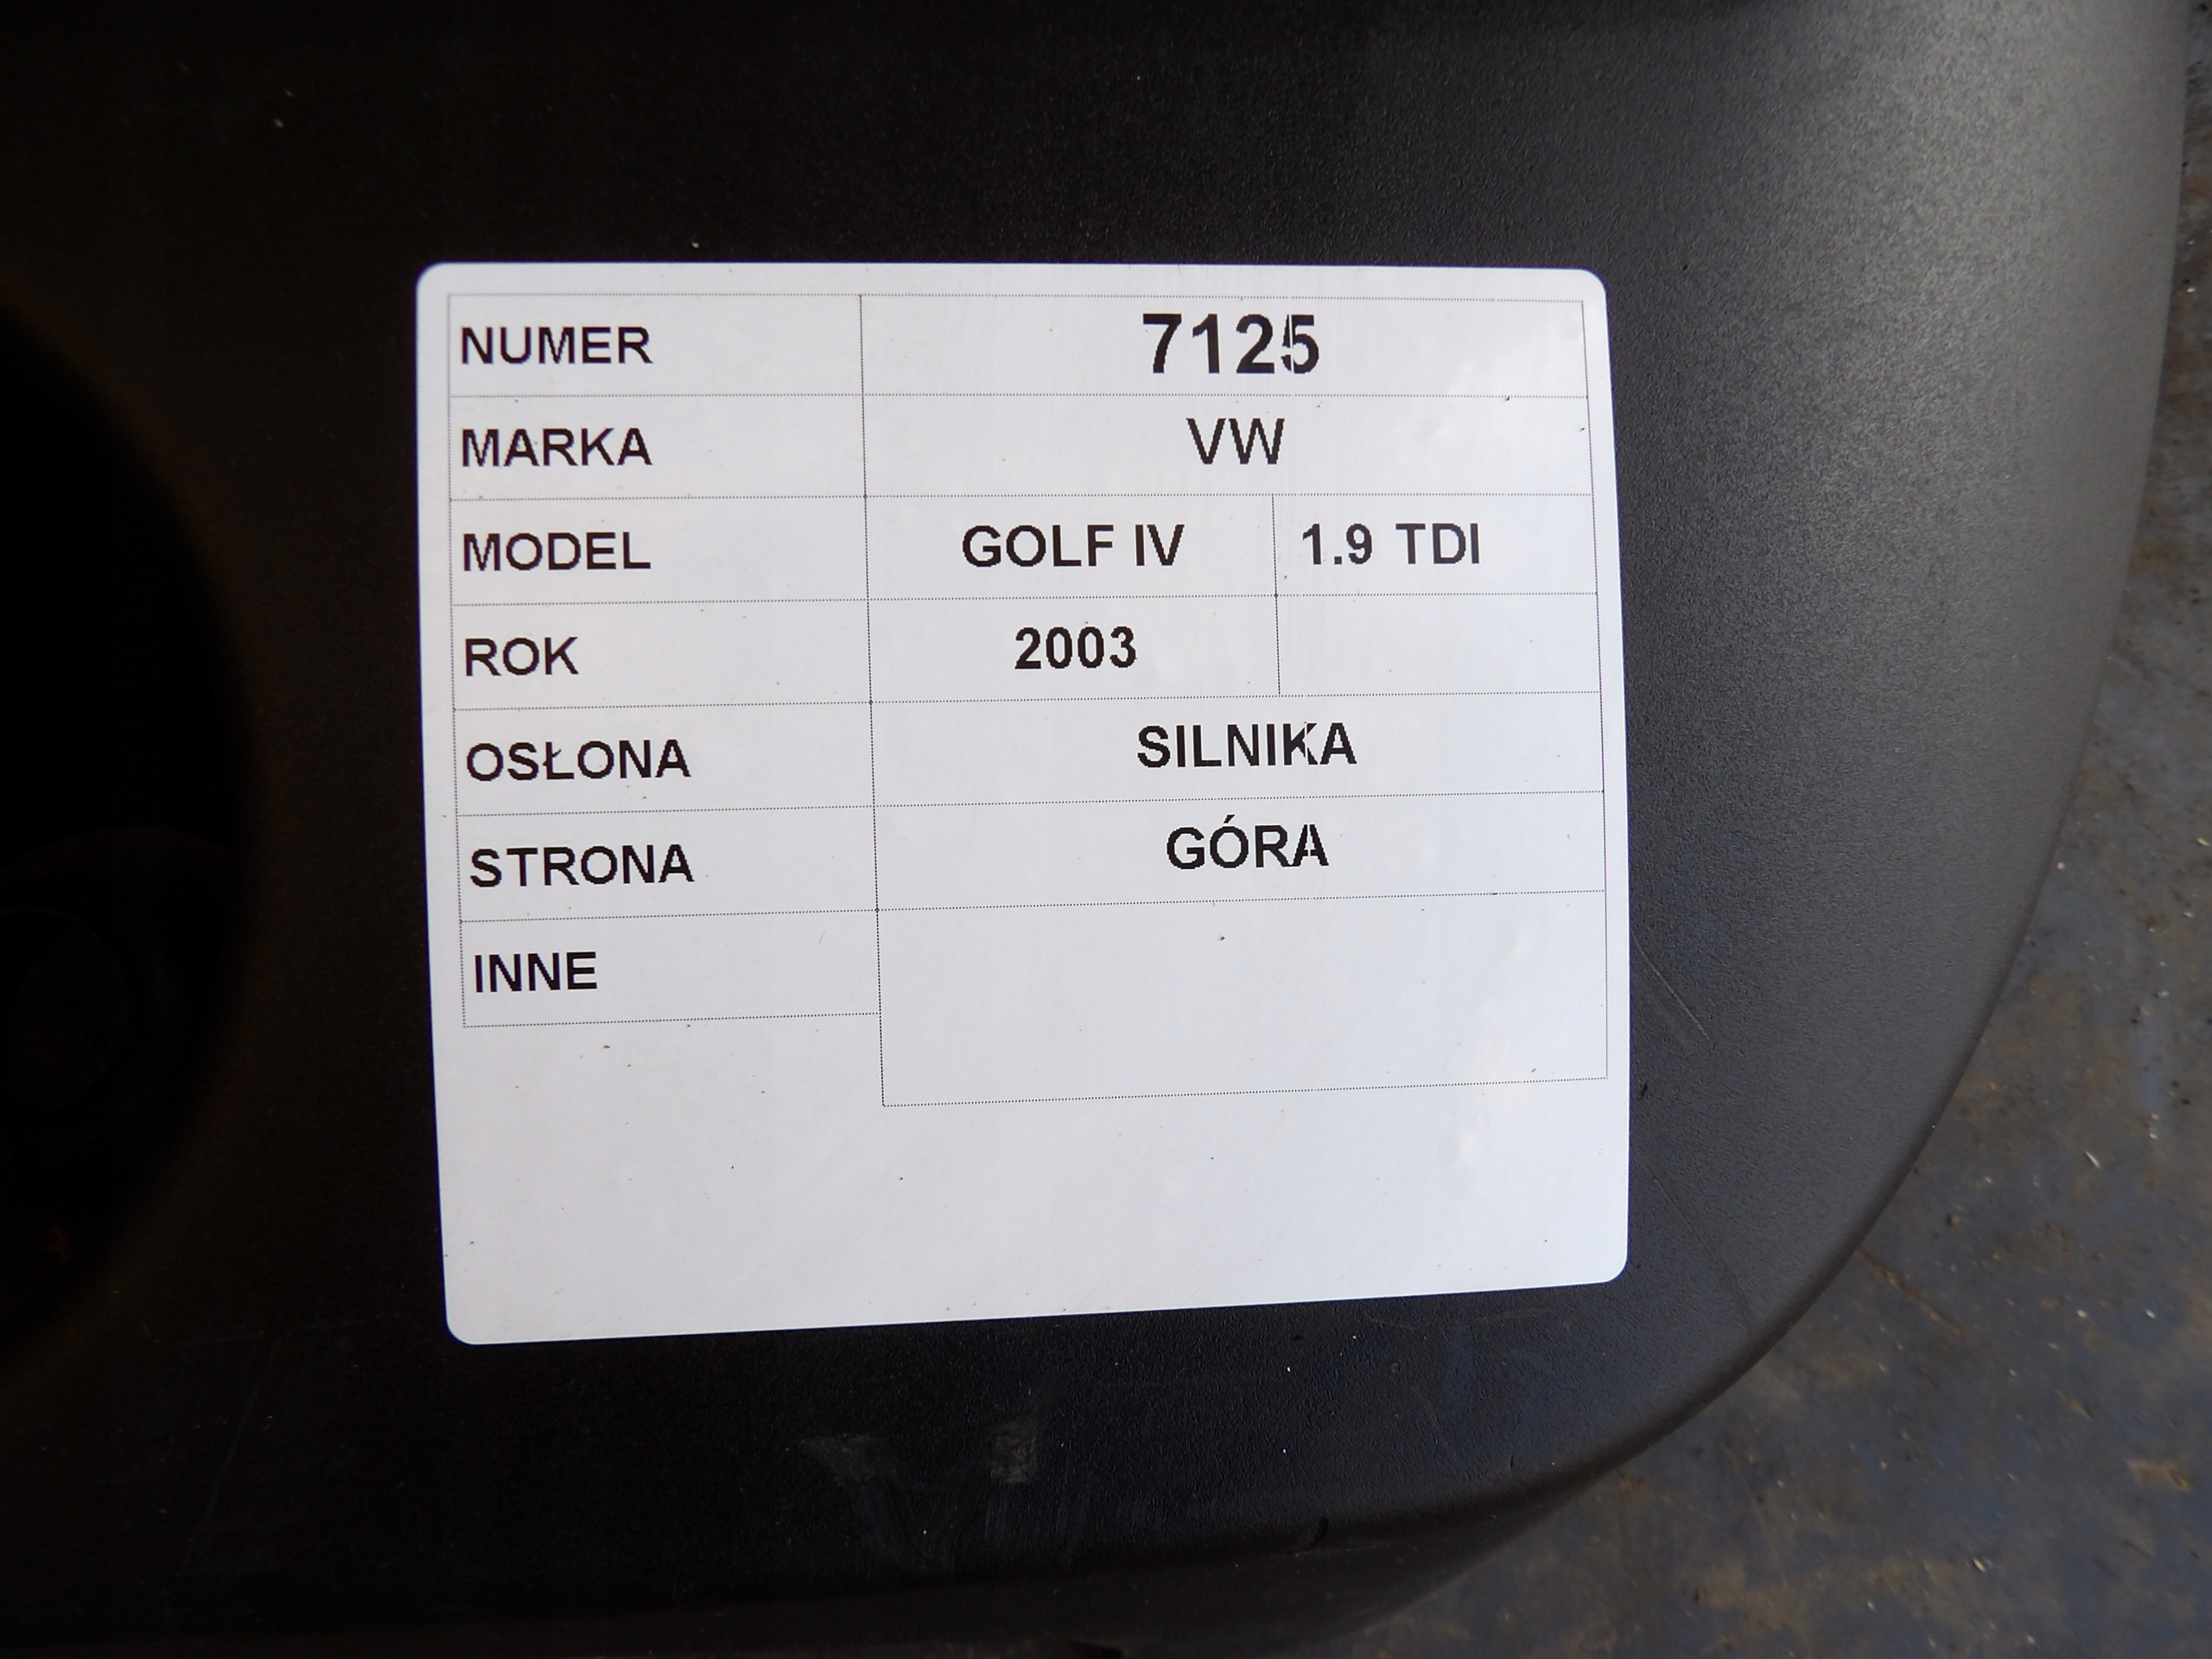 NUMER 7125
MARKA VW
MODEL GOLF IV 1.9 TDI
ROK 2003
OSŁONA SILNIKA
STRONA GÓRA
INNE